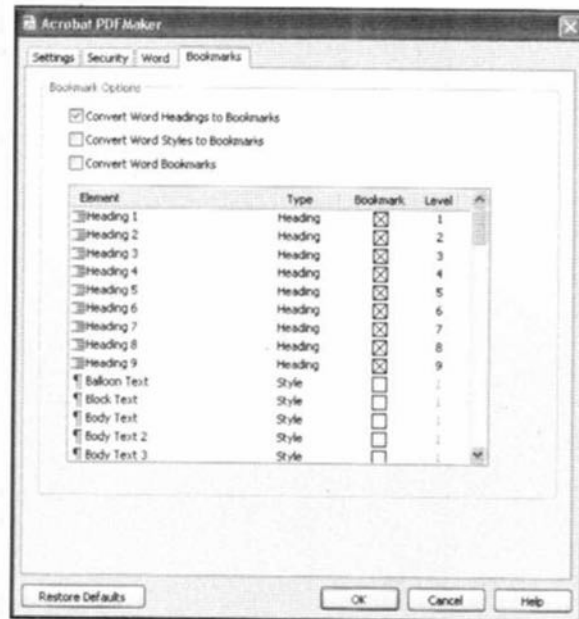 Acrobat PDFMaker
Settings Security Word Bookmarks
Bookmark Options
Convert Word Headings to Bookmarks
Convert Word Styles to Bookmarks
Convert Word Bookmarks
Element Type Bookmark Level
Heading 1 Heading 1
Heading 2 Heading 2
Heading 3 Heading 3
Heading 4 Heading 4
Heading 5 Heading 5
Heading 6 Heading 6
Heading 7 Heading 7
Heading 8 Heading 8
Heading 9 Heading 9
¶ Balloon Text Style
¶ Block Text Style
¶ Body Text Style
¶ Body Text 2 Style
¶ Body Text 3 Style
Restore Defaults OK Cancel Help